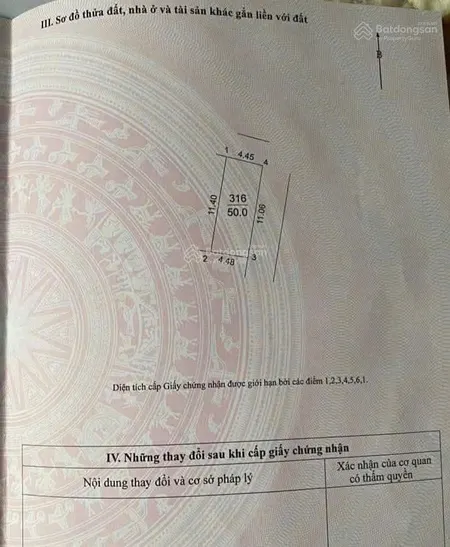 III. Sơ đồ thửa đất, nhà ở và tài sản khác gắn liền với đất
Batdongsan
by PropertyGuru
B
1 4.45 4
316
50.0
11.40
11.06
2 4.48 3
Batdongsan
Diện tích cấp Giấy chứng nhận được giới hạn bởi các điểm 1,2,3,4,5,6,1.
IV. Những thay đổi sau khi cấp giấy chứng nhận
Nội dung thay đổi và cơ sở pháp lý
Xác nhận của cơ quan
có thẩm quyền